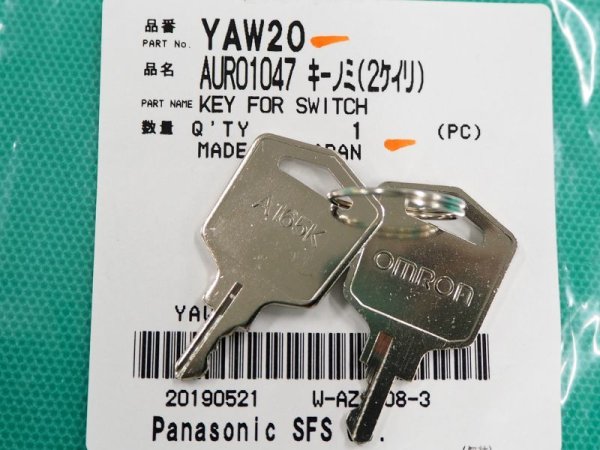 品番
PART No. YAW20
品名 AUR01047 キーノミ(2ケイリ)
PART NAME KEY FOR SWITCH
数量 Q'TY 1 (PC)
MADE
A165K
OMRON
20190521
Panasonic SFS